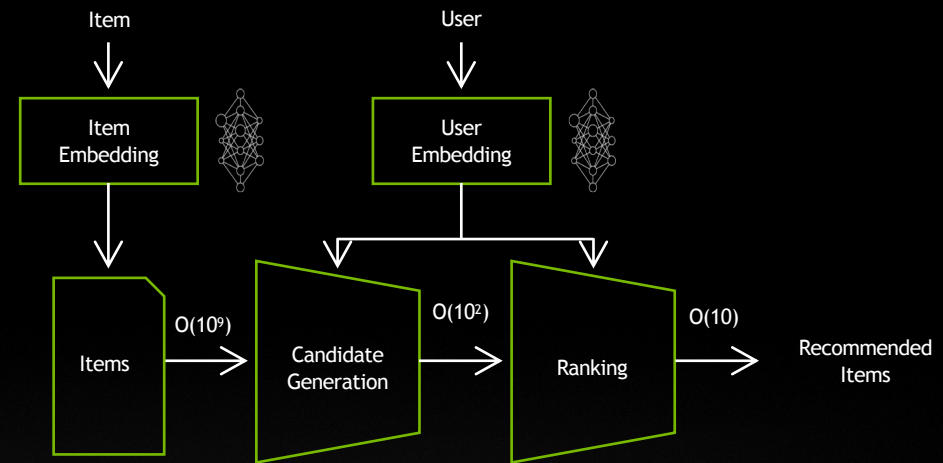 Item
User
Item
Embedding
User
Embedding
Items
O(10⁹)
Candidate
Generation
O(10²)
Ranking
O(10)
Recommended
Items